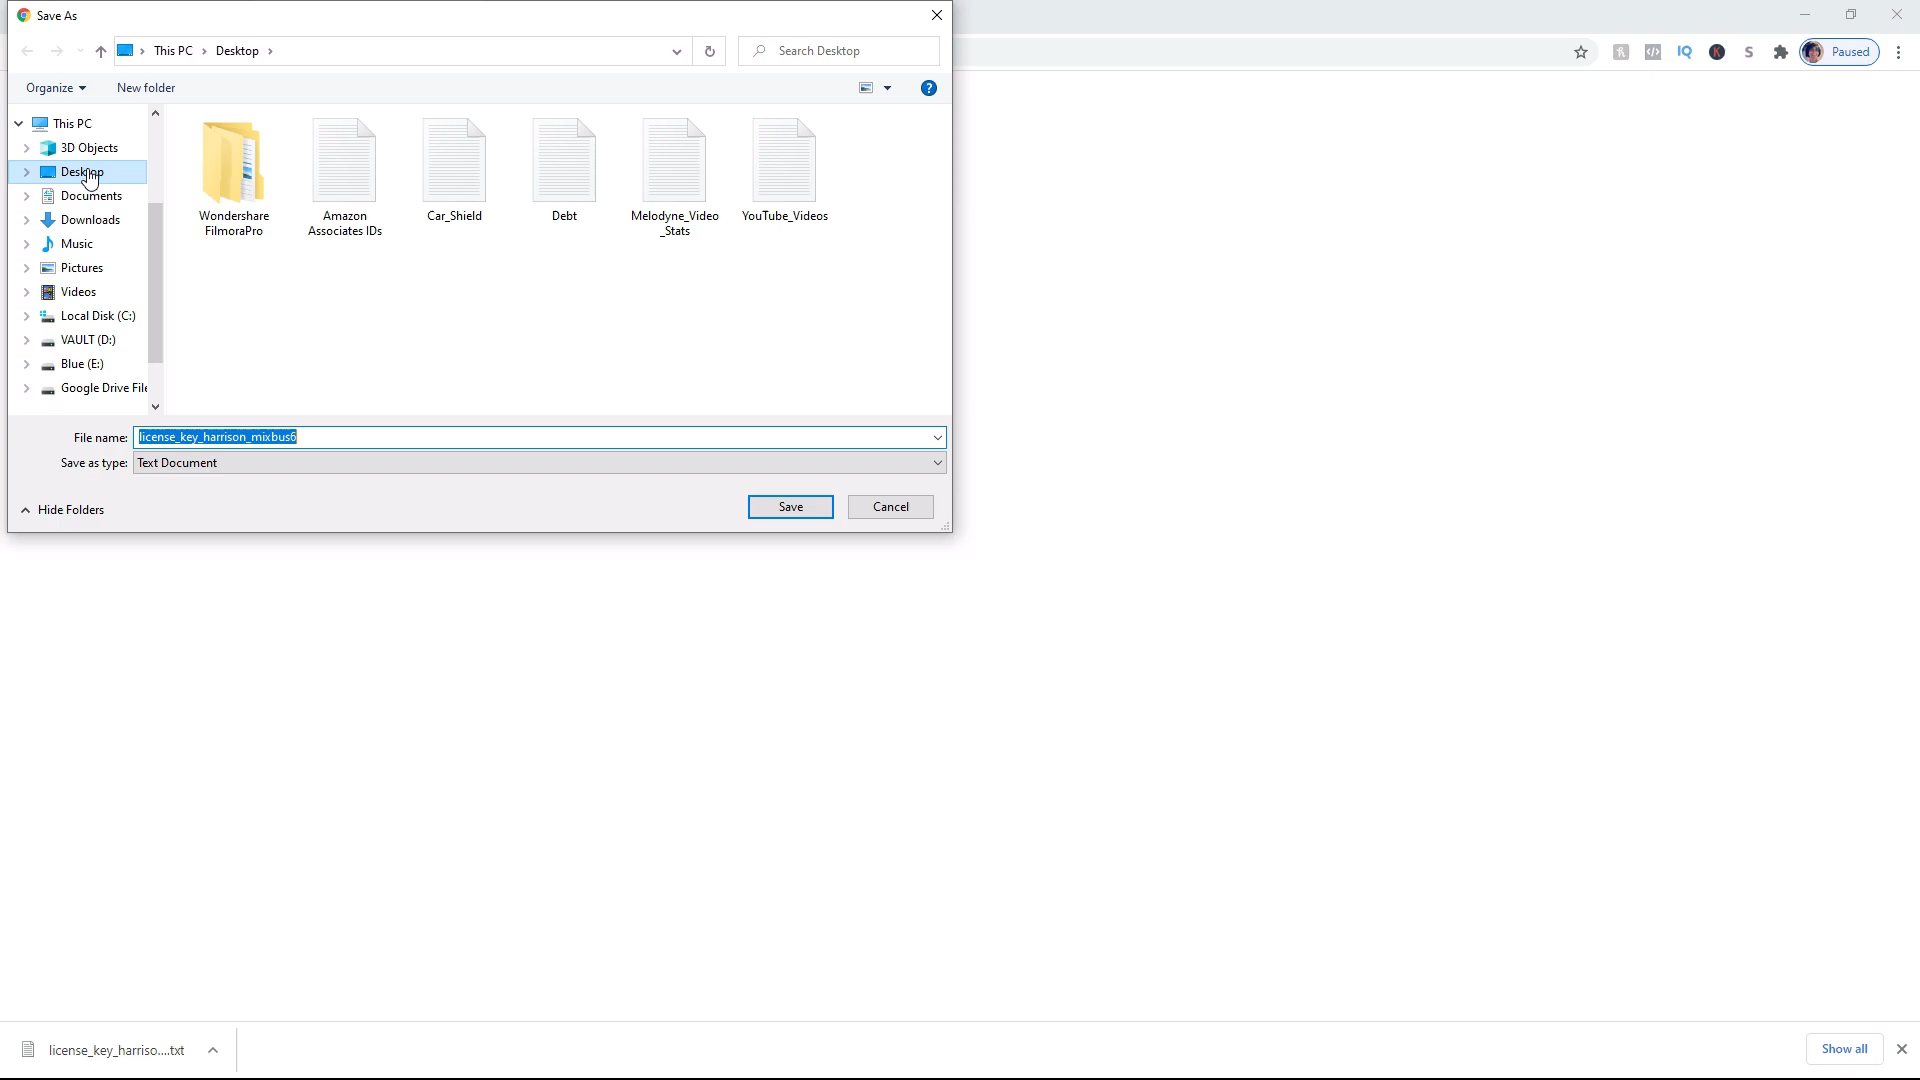 Save As
This PC
Desktop
Search Desktop
Paused
Organize
New folder
This PC
3D Objects
Desktop
Documents
Downloads
Music
Pictures
Videos
Local Disk (C:)
VAULT (D:)
Blue (E:)
Google Drive File
Wondershare
FilmoraPro
Amazon
Associates IDs
Car_Shield
Debt
Melodyne_Video
_Stats
YouTube_Videos
File name: license_key_harrison_mixbus6
Save as type: Text Document
Hide Folders
Save
Cancel
license_key_harriso....txt
Show all